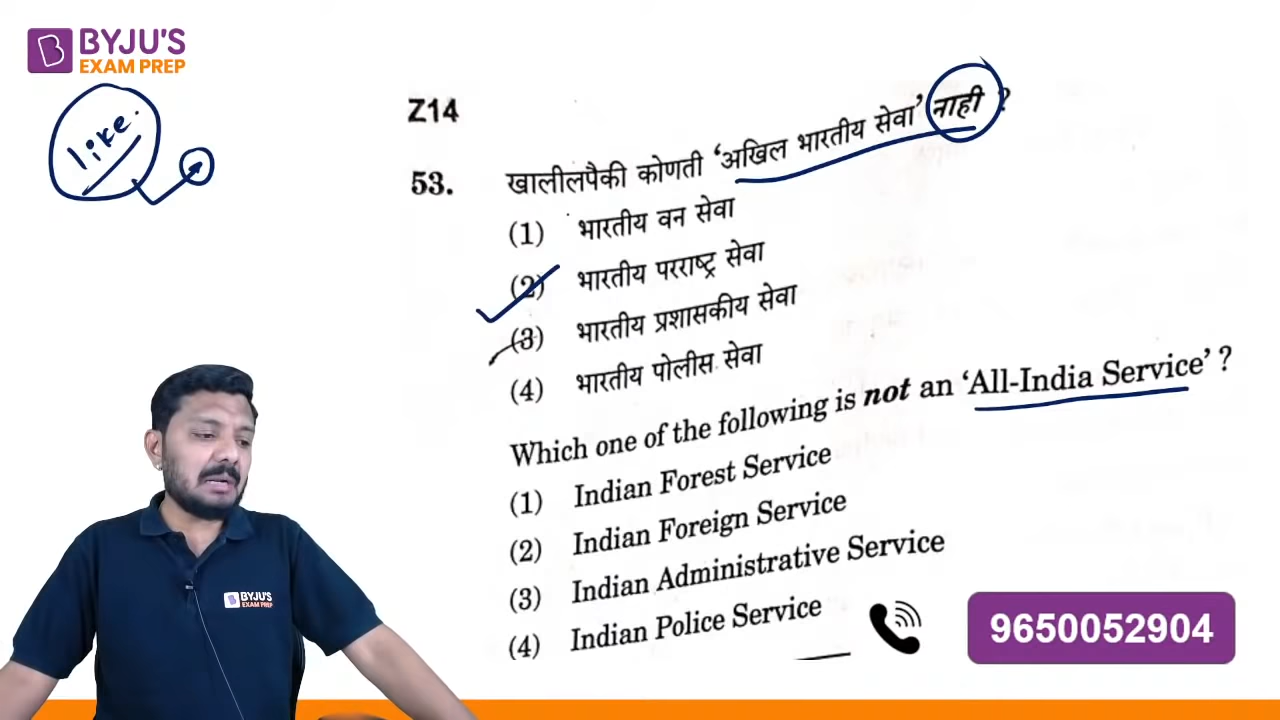 BYJU'S
EXAM PREP
like.
Z14
53. खालीलपैकी कोणती 'अखिल भारतीय सेवा' नाही ?
(1) भारतीय वन सेवा
(2) भारतीय परराष्ट्र सेवा
(3) भारतीय प्रशासकीय सेवा
(4) भारतीय पोलीस सेवा
Which one of the following is not an 'All-India Service' ?
(1) Indian Forest Service
(2) Indian Foreign Service
(3) Indian Administrative Service
(4) Indian Police Service
BYJU'S
EXAM PREP
9650052904